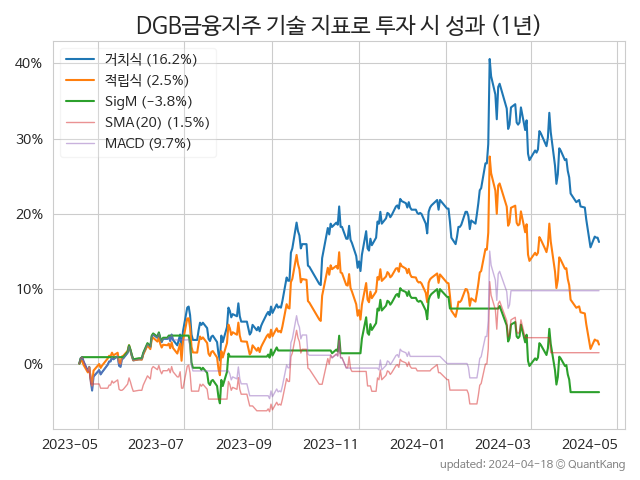 DGB금융지주 기술 지표로 투자 시 성과 (1년)
거치식 (16.2%)
적립식 (2.5%)
SigM (−3.8%)
SMA(20) (1.5%)
MACD (9.7%)
40%
30%
20%
10%
0%
2023-05 2023-07 2023-09 2023-11 2024-01 2024-03 2024-05
updated: 2024-04-18 © QuantKang